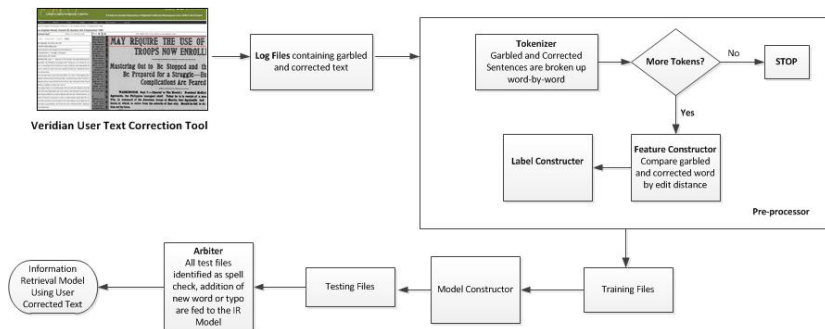 MAY REQUIRE THE USE OF
TROOPS NOW ENROLL
Mastering Out to Be Stopped and th
Be Prepared for a Struggle—En
Complications Are Feared
Veridian User Text Correction Tool
Log Files containing garbled
and corrected text
Tokenizer
Garbled and Corrected
Sentences are broken up
word-by-word
More Tokens?
No
STOP
Yes
Label Constructer
Feature Constructor
Compare garbled
and corrected word
by edit distance
Pre-processor
Information
Retrieval Model
Using User
Corrected Text
Arbiter
All test files
identified as spell
check, addition of
new word or typo
are fed to the IR
Model
Testing Files
Model Constructor
Training Files